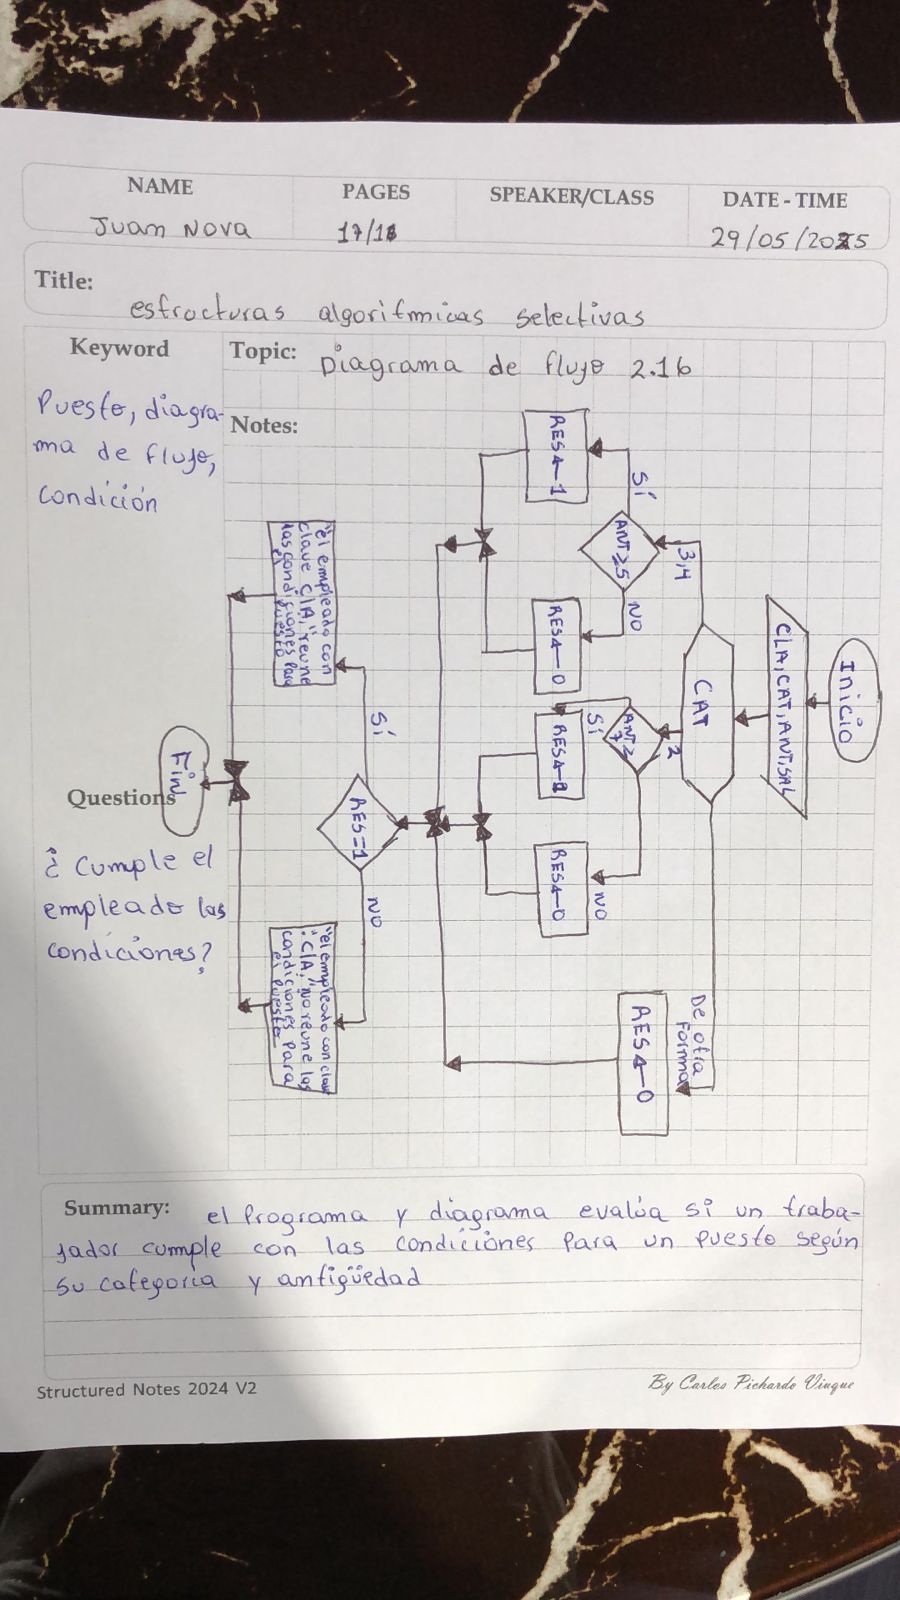 NAME
PAGES
SPEAKER/CLASS
DATE - TIME
Juan Nova
17/18
29/05/2025
Title:
estructuras algoritmicas selectivas
Keyword
Topic:
Diagrama de flujo 2.16
Puesto, diagra-
ma de flujo,
condición
Notes:
Inicio
CLA, CAT, ANT, SAL
CAT
3,4
2
De otra
forma
ANT≥5
Sí
NO
ANT≥
7
Sí
NO
RES←1
RES←0
RES←1
RES←0
RES←0
RES=1
Sí
NO
"el empleado con
clave CLA, "reune
las condiciones para
el puesto
"el empleado con clave
"CLA, "no reune las
condiciones para
el puesto
Fin
Questions
¿Cumple el
empleado las
condiciones?
Summary:
el programa y diagrama evalúa si un traba-
jador cumple con las condiciónes para un puesto según
su categoría y antigüedad
Structured Notes 2024 V2
By Carlos Pichardo Viuque